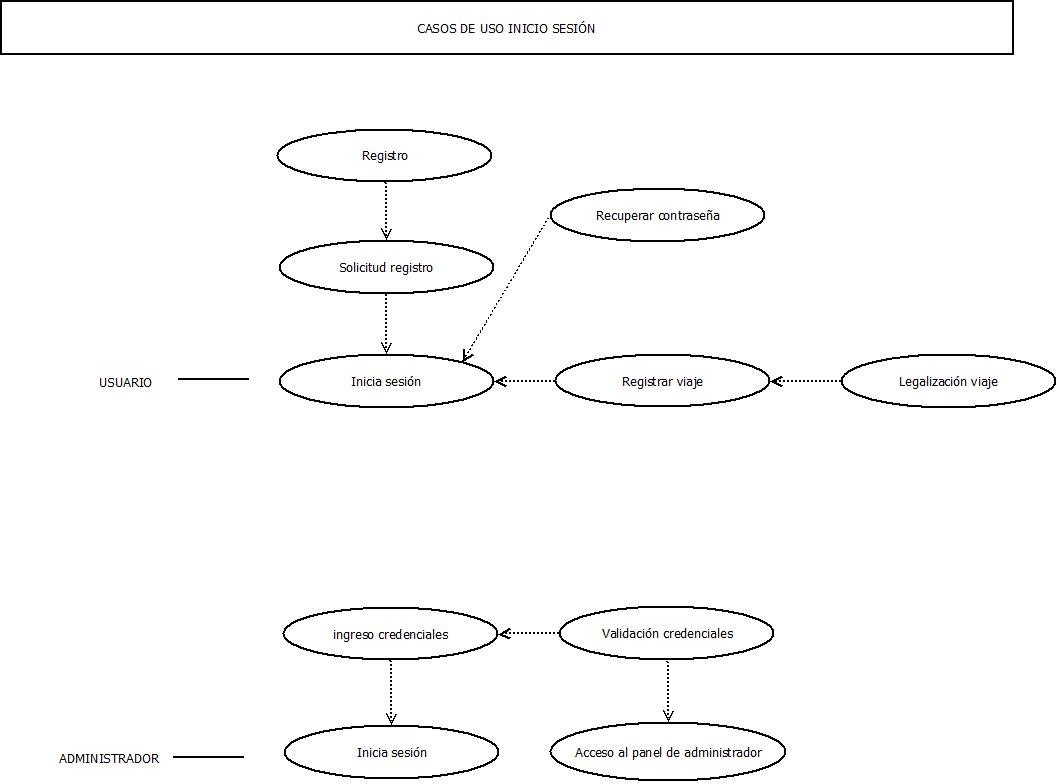 CASOS DE USO INICIO SESIÓN
Registro
Recuperar contraseña
Solicitud registro
USUARIO
Inicia sesión
Registrar viaje
Legalización viaje
ingreso credenciales
Validación credenciales
ADMINISTRADOR
Inicia sesión
Acceso al panel de administrador